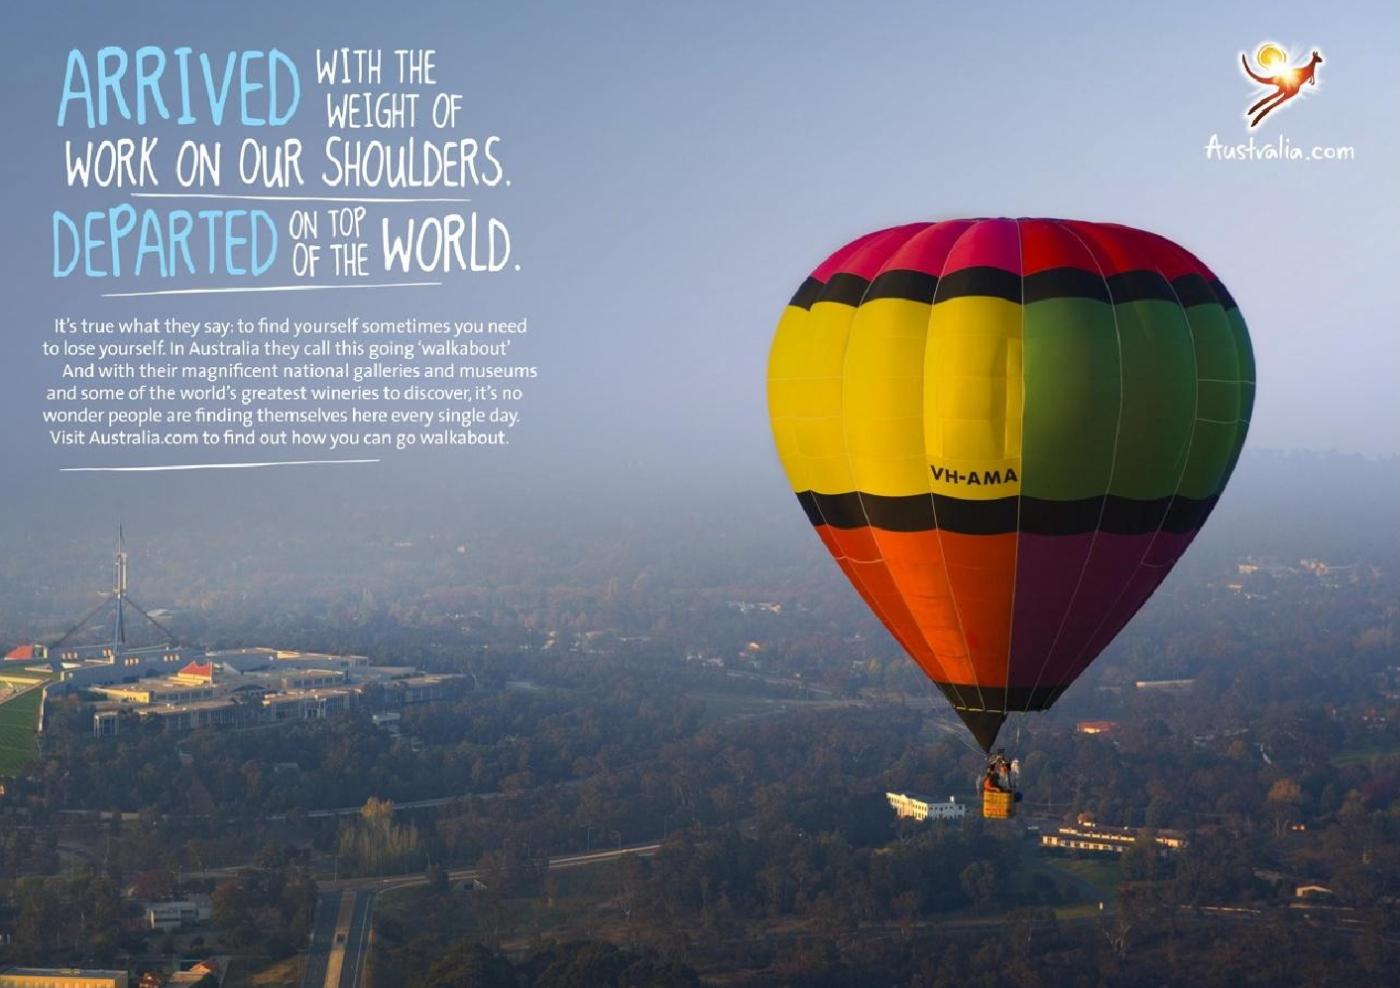 ARRIVED WITH THE
WEIGHT OF
WORK ON OUR SHOULDERS.
DEPARTED ON TOP
OF THE WORLD.
It's true what they say: to find yourself sometimes you need
to lose yourself. In Australia they call this going 'walkabout'
And with their magnificent national galleries and museums
and some of the world's greatest wineries to discover, it's no
wonder people are finding themselves here every single day.
Visit Australia.com to find out how you can go walkabout.
Australia.com
VH-AMA